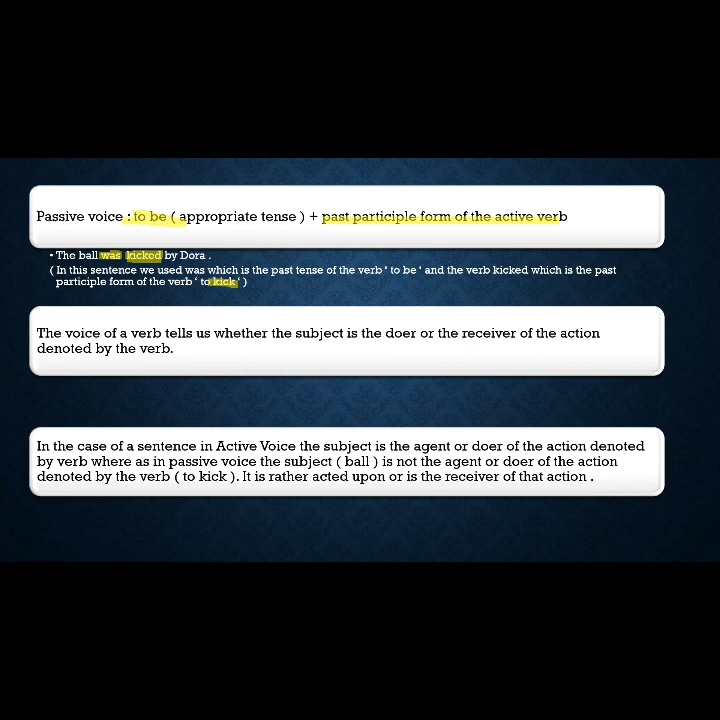 Passive voice : to be ( appropriate tense ) + past participle form of the active verb
• The ball was kicked by Dora .
( In this sentence we used was which is the past tense of the verb ' to be ' and the verb kicked which is the past
participle form of the verb ' to kick ' )
The voice of a verb tells us whether the subject is the doer or the receiver of the action
denoted by the verb.
In the case of a sentence in Active Voice the subject is the agent or doer of the action denoted
by verb where as in passive voice the subject ( ball ) is not the agent or doer of the action
denoted by the verb ( to kick ). It is rather acted upon or is the receiver of that action .